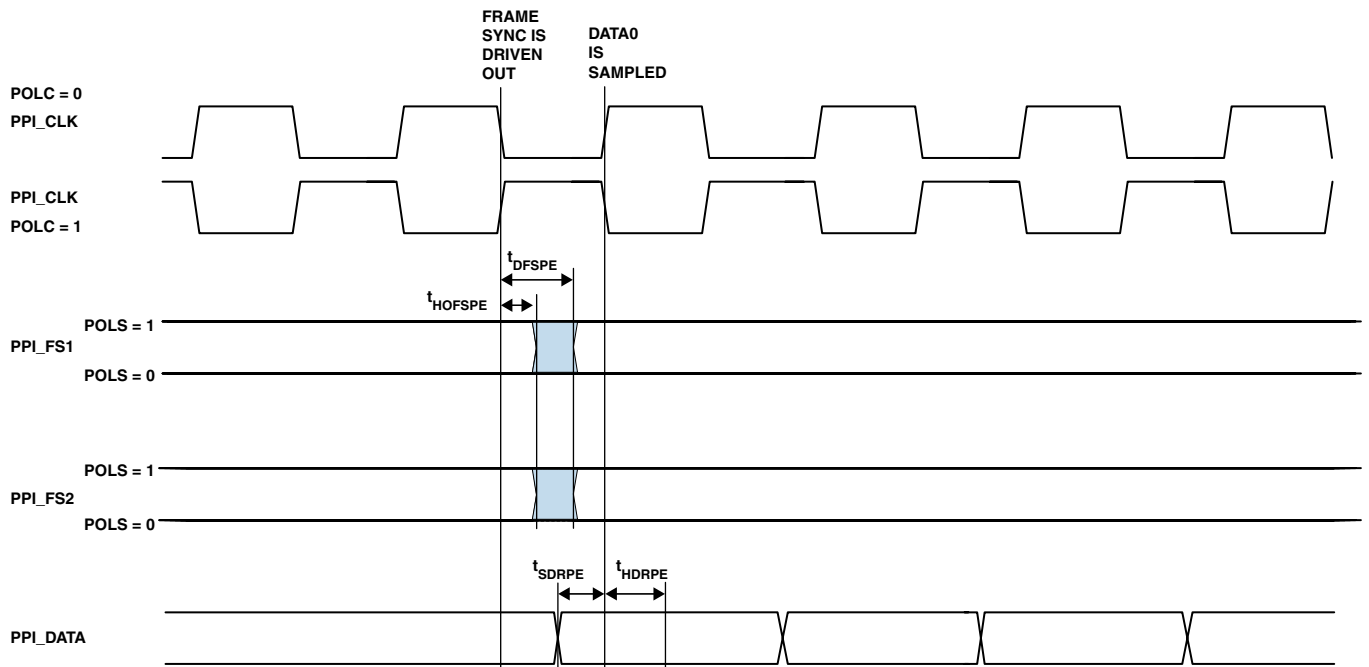 FRAME
SYNC IS
DRIVEN
OUT
DATA0
IS
SAMPLED
POLC = 0
PPI_CLK
PPI_CLK
POLC = 1
tDFSPE
tHOFSPE
POLS = 1
PPI_FS1
POLS = 0
POLS = 1
PPI_FS2
POLS = 0
tSDRPE
tHDRPE
PPI_DATA